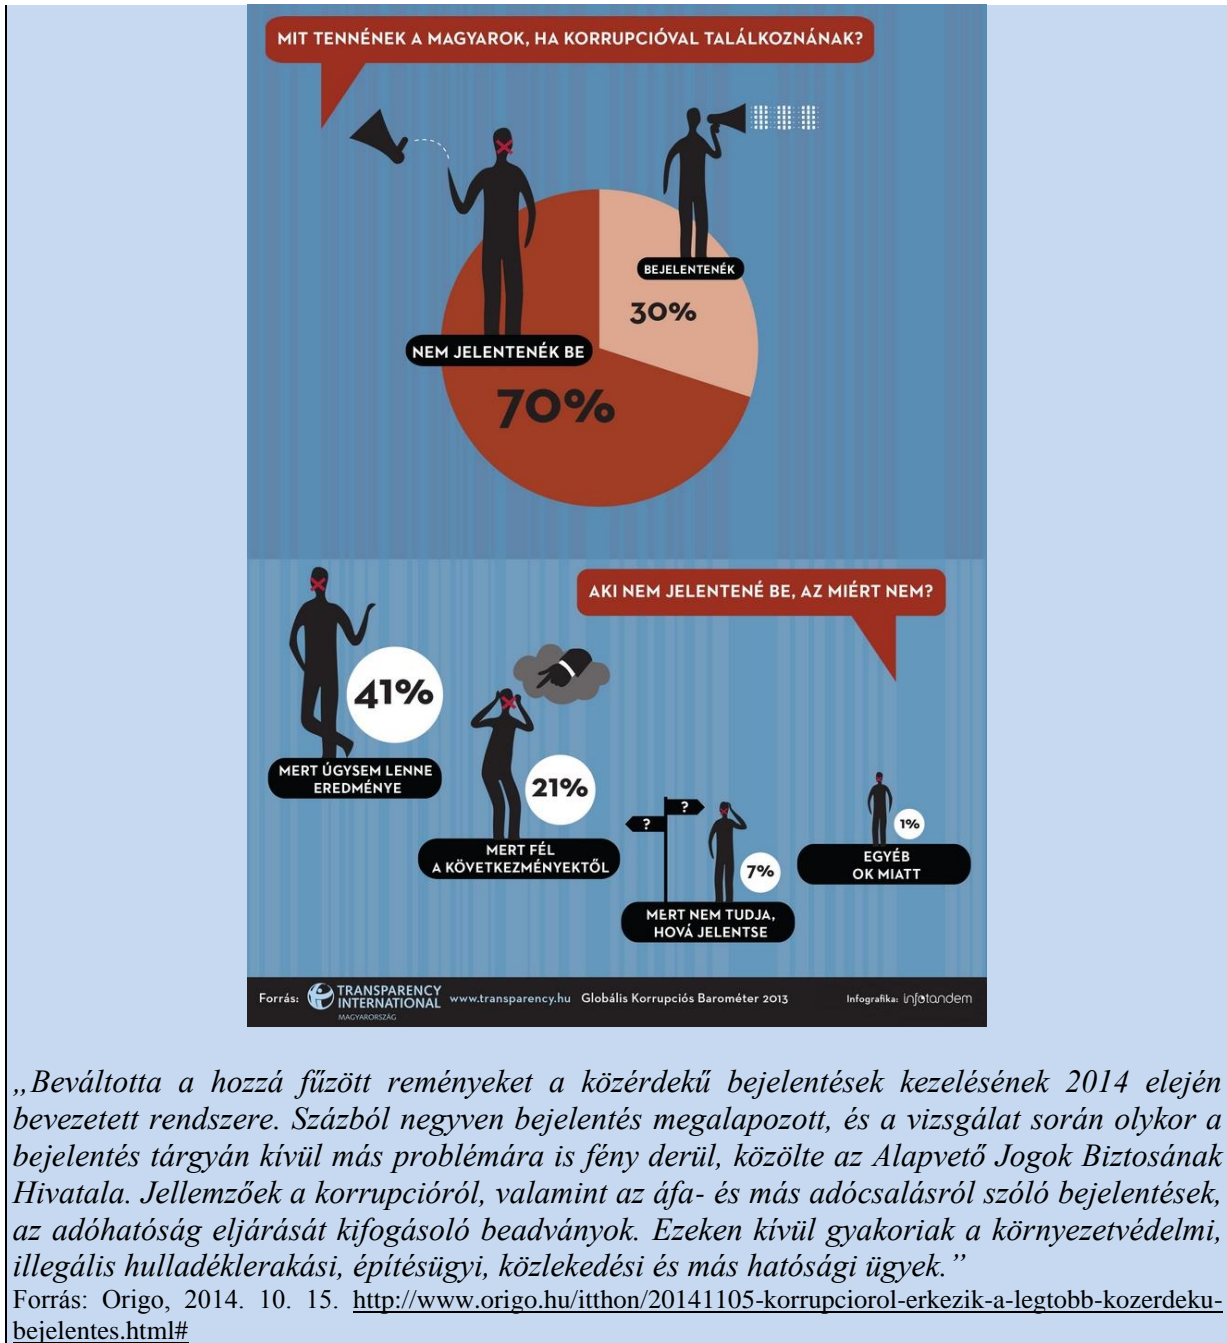 MIT TENNÉNEK A MAGYAROK, HA KORRUPCIÓVAL TALÁLKOZNÁNAK?
BEJELENTENÉK
30%
NEM JELENTENÉK BE
70%
AKI NEM JELENTENÉ BE, AZ MIÉRT NEM?
41%
MERT ÚGYSEM LENNE
EREDMÉNYE
21%
MERT FÉL
A KÖVETKEZMÉNYEKTŐL
?
?
7%
MERT NEM TUDJA,
HOVÁ JELENTSE
1%
EGYÉB
OK MIATT
Forrás: TRANSPARENCY INTERNATIONAL MAGYARORSZÁG www.transparency.hu Globális Korrupciós Barométer 2013 Infografika: infotandem
„Beváltotta a hozzá fűzött reményeket a közérdekű bejelentések kezelésének 2014 elején
bevezetett rendszere. Százból negyven bejelentés megalapozott, és a vizsgálat során olykor a
bejelentés tárgyán kívül más problémára is fény derül, közölte az Alapvető Jogok Biztosának
Hivatala. Jellemzőek a korrupcióról, valamint az áfa- és más adócsalásról szóló bejelentések,
az adóhatóság eljárását kifogásoló beadványok. Ezeken kívül gyakoriak a környezetvédelmi,
illegális hulladéklerakási, építésügyi, közlekedési és más hatósági ügyek.”
Forrás: Origo, 2014. 10. 15. http://www.origo.hu/itthon/20141105-korrupciorol-erkezik-a-legtobb-kozerdeku-
bejelentes.html#